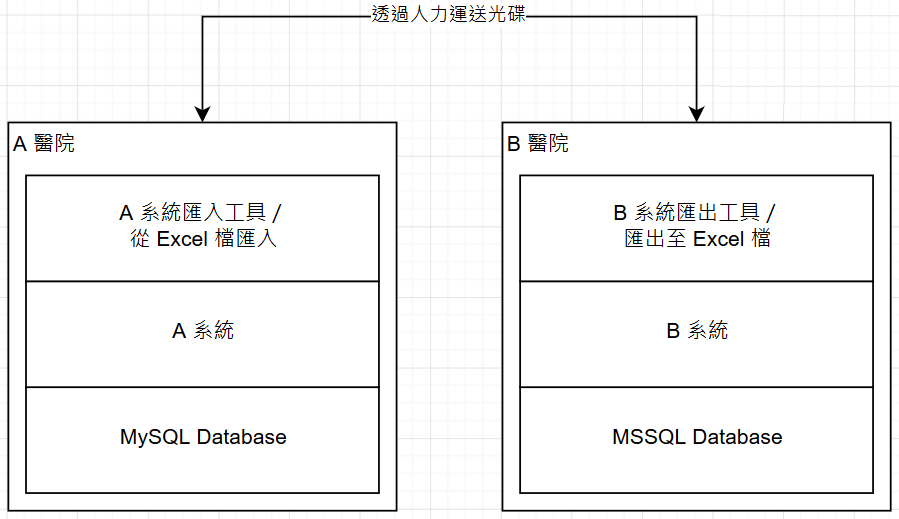 透過人力運送光碟
A 醫院
A 系統匯入工具 /
從 Excel 檔匯入
A 系統
MySQL Database
B 醫院
B 系統匯出工具 /
匯出至 Excel 檔
B 系統
MSSQL Database